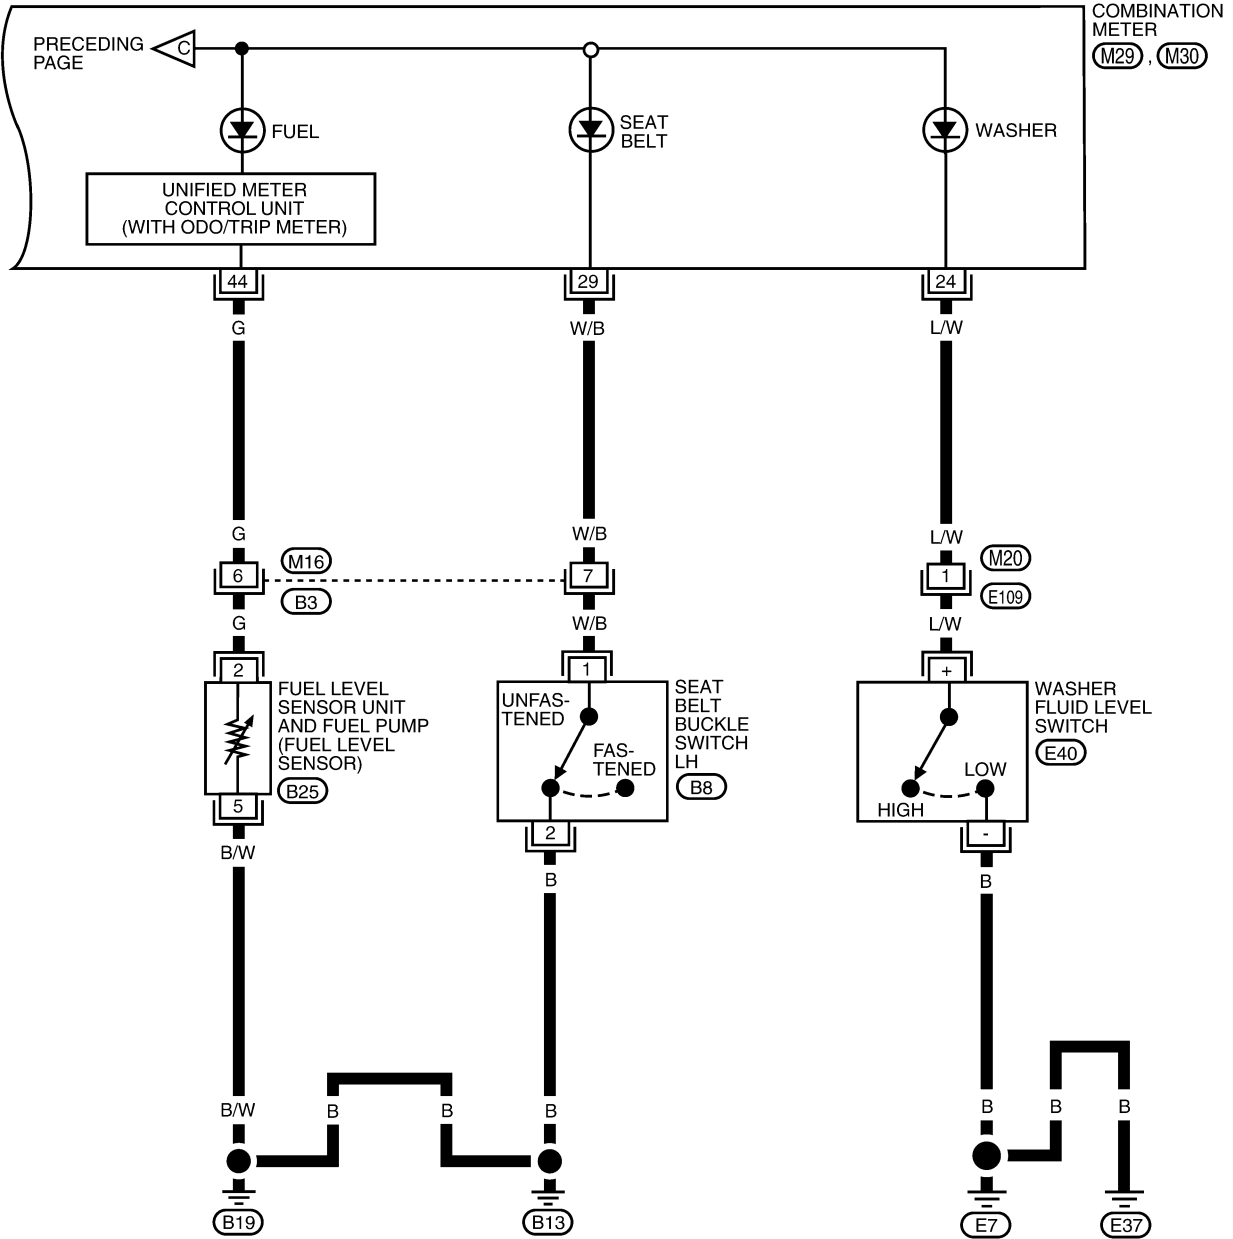 COMBINATION
METER
M29 , M30
PRECEDING
PAGE
C
FUEL
SEAT
BELT
WASHER
UNIFIED METER
CONTROL UNIT
(WITH ODO/TRIP METER)
44
29
24
G
W/B
L/W
G
W/B
L/W
6
M16
B3
7
1
M20
E109
G
W/B
L/W
2
FUEL LEVEL
SENSOR UNIT
AND FUEL PUMP
(FUEL LEVEL
SENSOR)
B25
5
1
UNFAS-
TENED
FAS-
TENED
SEAT
BELT
BUCKLE
SWITCH
LH
B8
2
+
WASHER
FLUID LEVEL
SWITCH
E40
LOW
HIGH
-
B/W
B
B
B/W
B
B
B
B
B
B
B19
B13
E7
E37